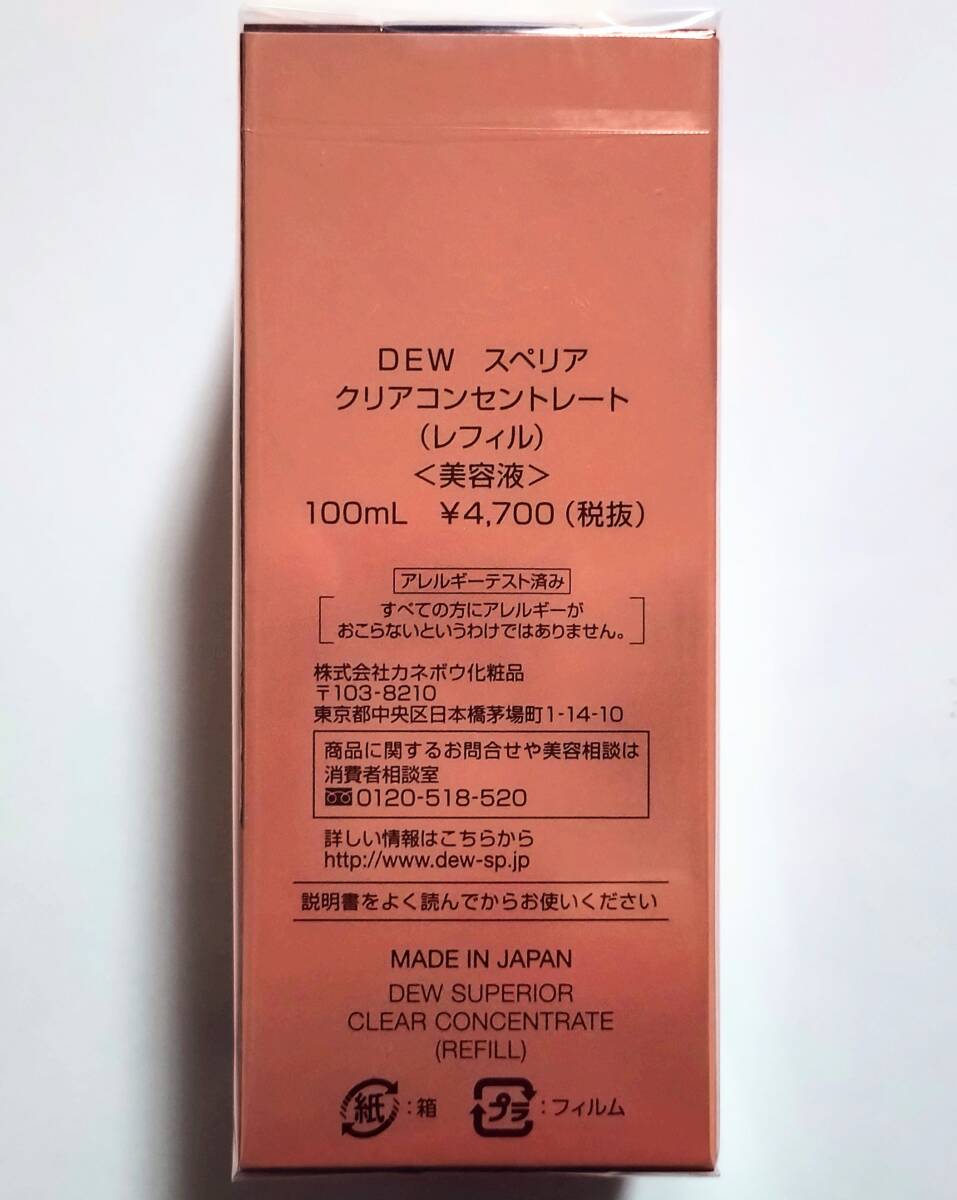 DEW スペリア
クリアコンセントレート
（レフィル）
＜美容液＞
100mL ￥4,700（税抜）
アレルギーテスト済み
すべての方にアレルギーが
おこらないというわけではありません。
株式会社カネボウ化粧品
〒103-8210
東京都中央区日本橋茅場町1-14-10
商品に関するお問合せや美容相談は
消費者相談室
0120-518-520
詳しい情報はこちらから
http://www.dew-sp.jp
説明書をよく読んでからお使いください
MADE IN JAPAN
DEW SUPERIOR
CLEAR CONCENTRATE
(REFILL)
紙：箱 プラ：フィルム